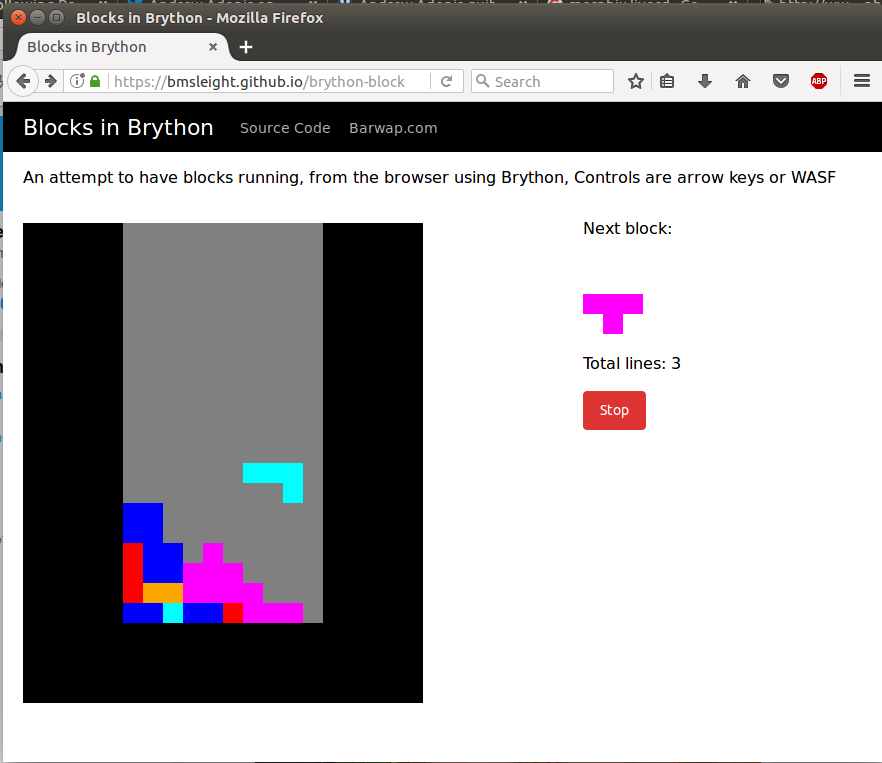 Blocks in Brython - Mozilla Firefox
Blocks in Brython
https://bmsleight.github.io/brython-block
Search
ABP
Blocks in Brython Source Code Barwap.com
An attempt to have blocks running, from the browser using Brython, Controls are arrow keys or WASF
Next block:
Total lines: 3
Stop